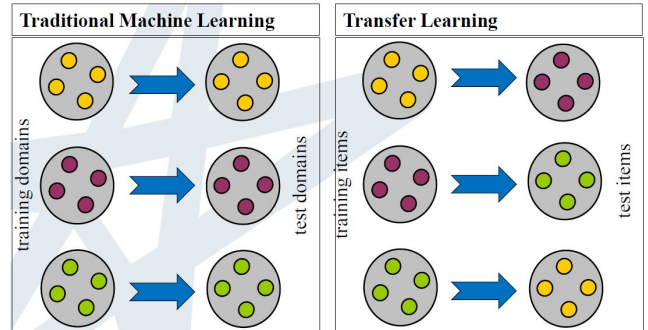 Traditional Machine Learning
training domains
test domains
Transfer Learning
training items
test items